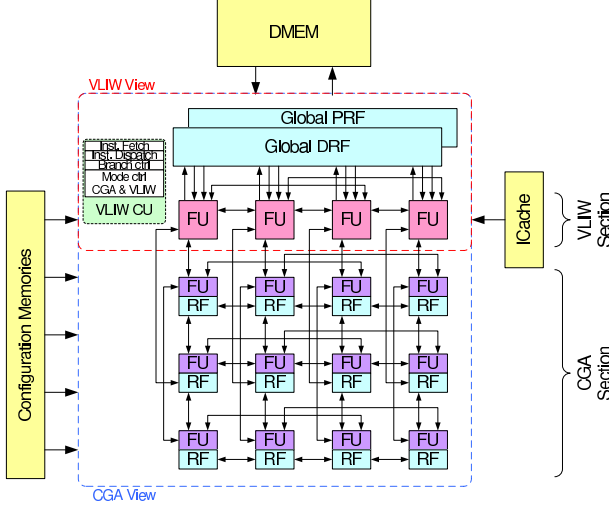 DMEM
VLIW View
Global PRF
Global DRF
Inst. Fetch
Inst. Dispatch
Branch ctrl
Mode ctrl
CGA & VLIW
VLIW CU
FU FU FU FU
ICache
VLIW
Section
Configuration Memories
FU FU FU FU
RF RF RF RF
FU FU FU FU
RF RF RF RF
CGA
Section
FU FU FU FU
RF RF RF RF
CGA View